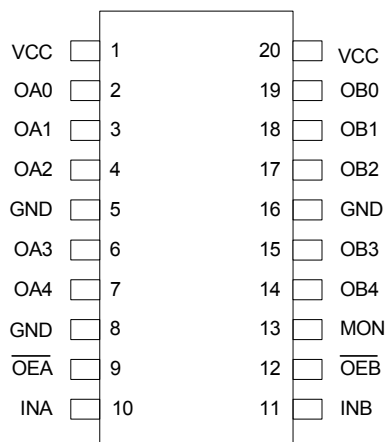 VCC 1 20 VCC
OA0 2 19 OB0
OA1 3 18 OB1
OA2 4 17 OB2
GND 5 16 GND
OA3 6 15 OB3
OA4 7 14 OB4
GND 8 13 MON
O̅E̅A̅ 9 12 O̅E̅B̅
INA 10 11 INB